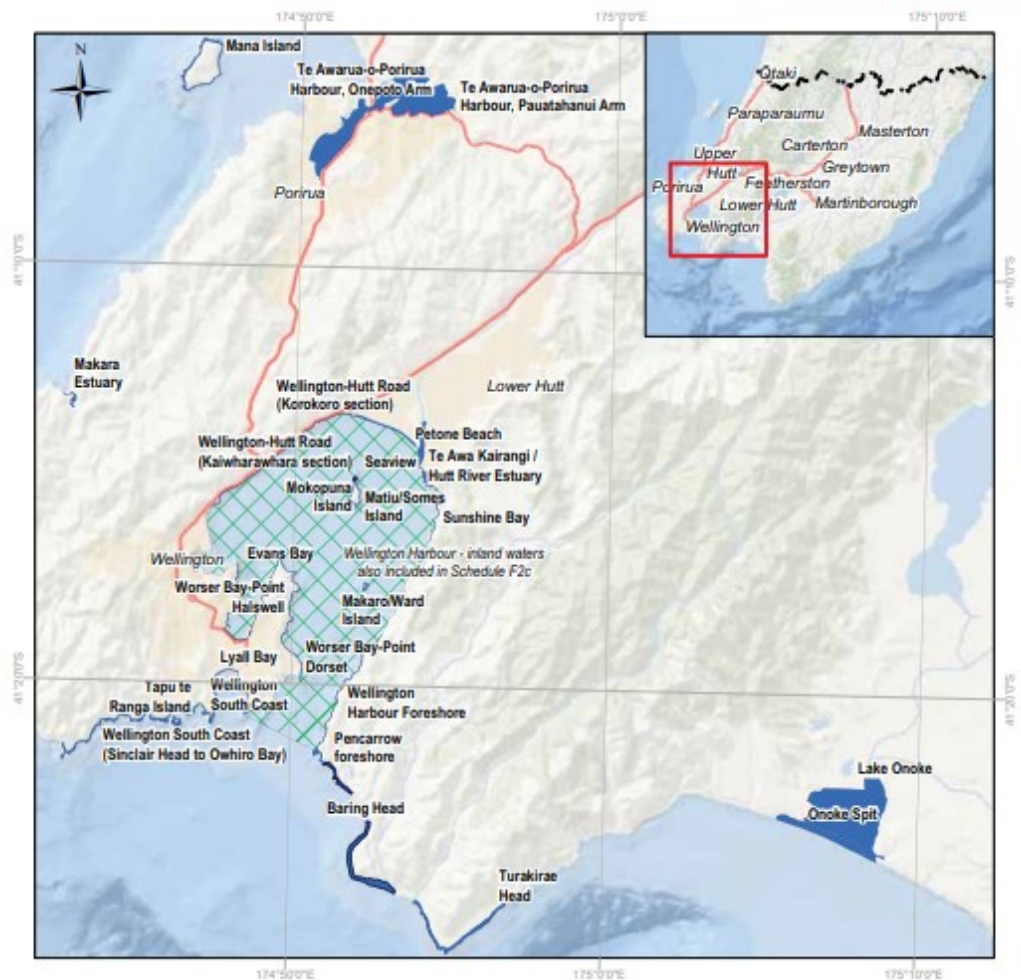 174°50'0"E
175°0'0"E
175°10'0"E
N
Mana Island
Te Awarua-o-Porirua
Harbour, Onepoto Arm
Te Awarua-o-Porirua
Harbour, Pauatahanui Arm
Porirua
Otaki
Paraparaumu
Masterton
Carterton
Upper
Hutt
Greytown
Porirua
Featherston
Lower Hutt
Martinborough
Wellington
41°10'0"S
41°10'0"S
Makara
Estuary
Wellington-Hutt Road
(Korokoro section)
Lower Hutt
Petone Beach
Wellington-Hutt Road
(Kaiwharawhara section)
Seaview
Te Awa Kairangi /
Hutt River Estuary
Mokopuna
Island
Matiu/Somes
Island
Sunshine Bay
Wellington
Evans Bay
Wellington Harbour - inland waters
also included in Schedule F2c
Worser Bay-Point
Halswell
Makaro/Ward
Island
Lyall Bay
Worser Bay-Point
Dorset
41°20'0"S
41°20'0"S
Tapu te
Ranga Island
Wellington
South Coast
Wellington
Harbour Foreshore
Wellington South Coast
(Sinclair Head to Owhiro Bay)
Pencarrow
foreshore
Lake Onoke
Baring Head
Onoke Spit
Turakirae
Head
174°50'0"E
175°0'0"E
175°10'0"E